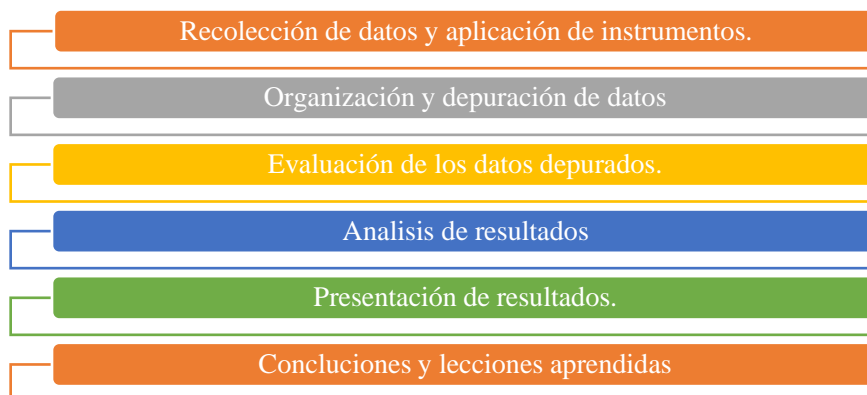 Recolección de datos y aplicación de instrumentos.
Organización y depuración de datos
Evaluación de los datos depurados.
Analisis de resultados
Presentación de resultados.
Concluciones y lecciones aprendidas